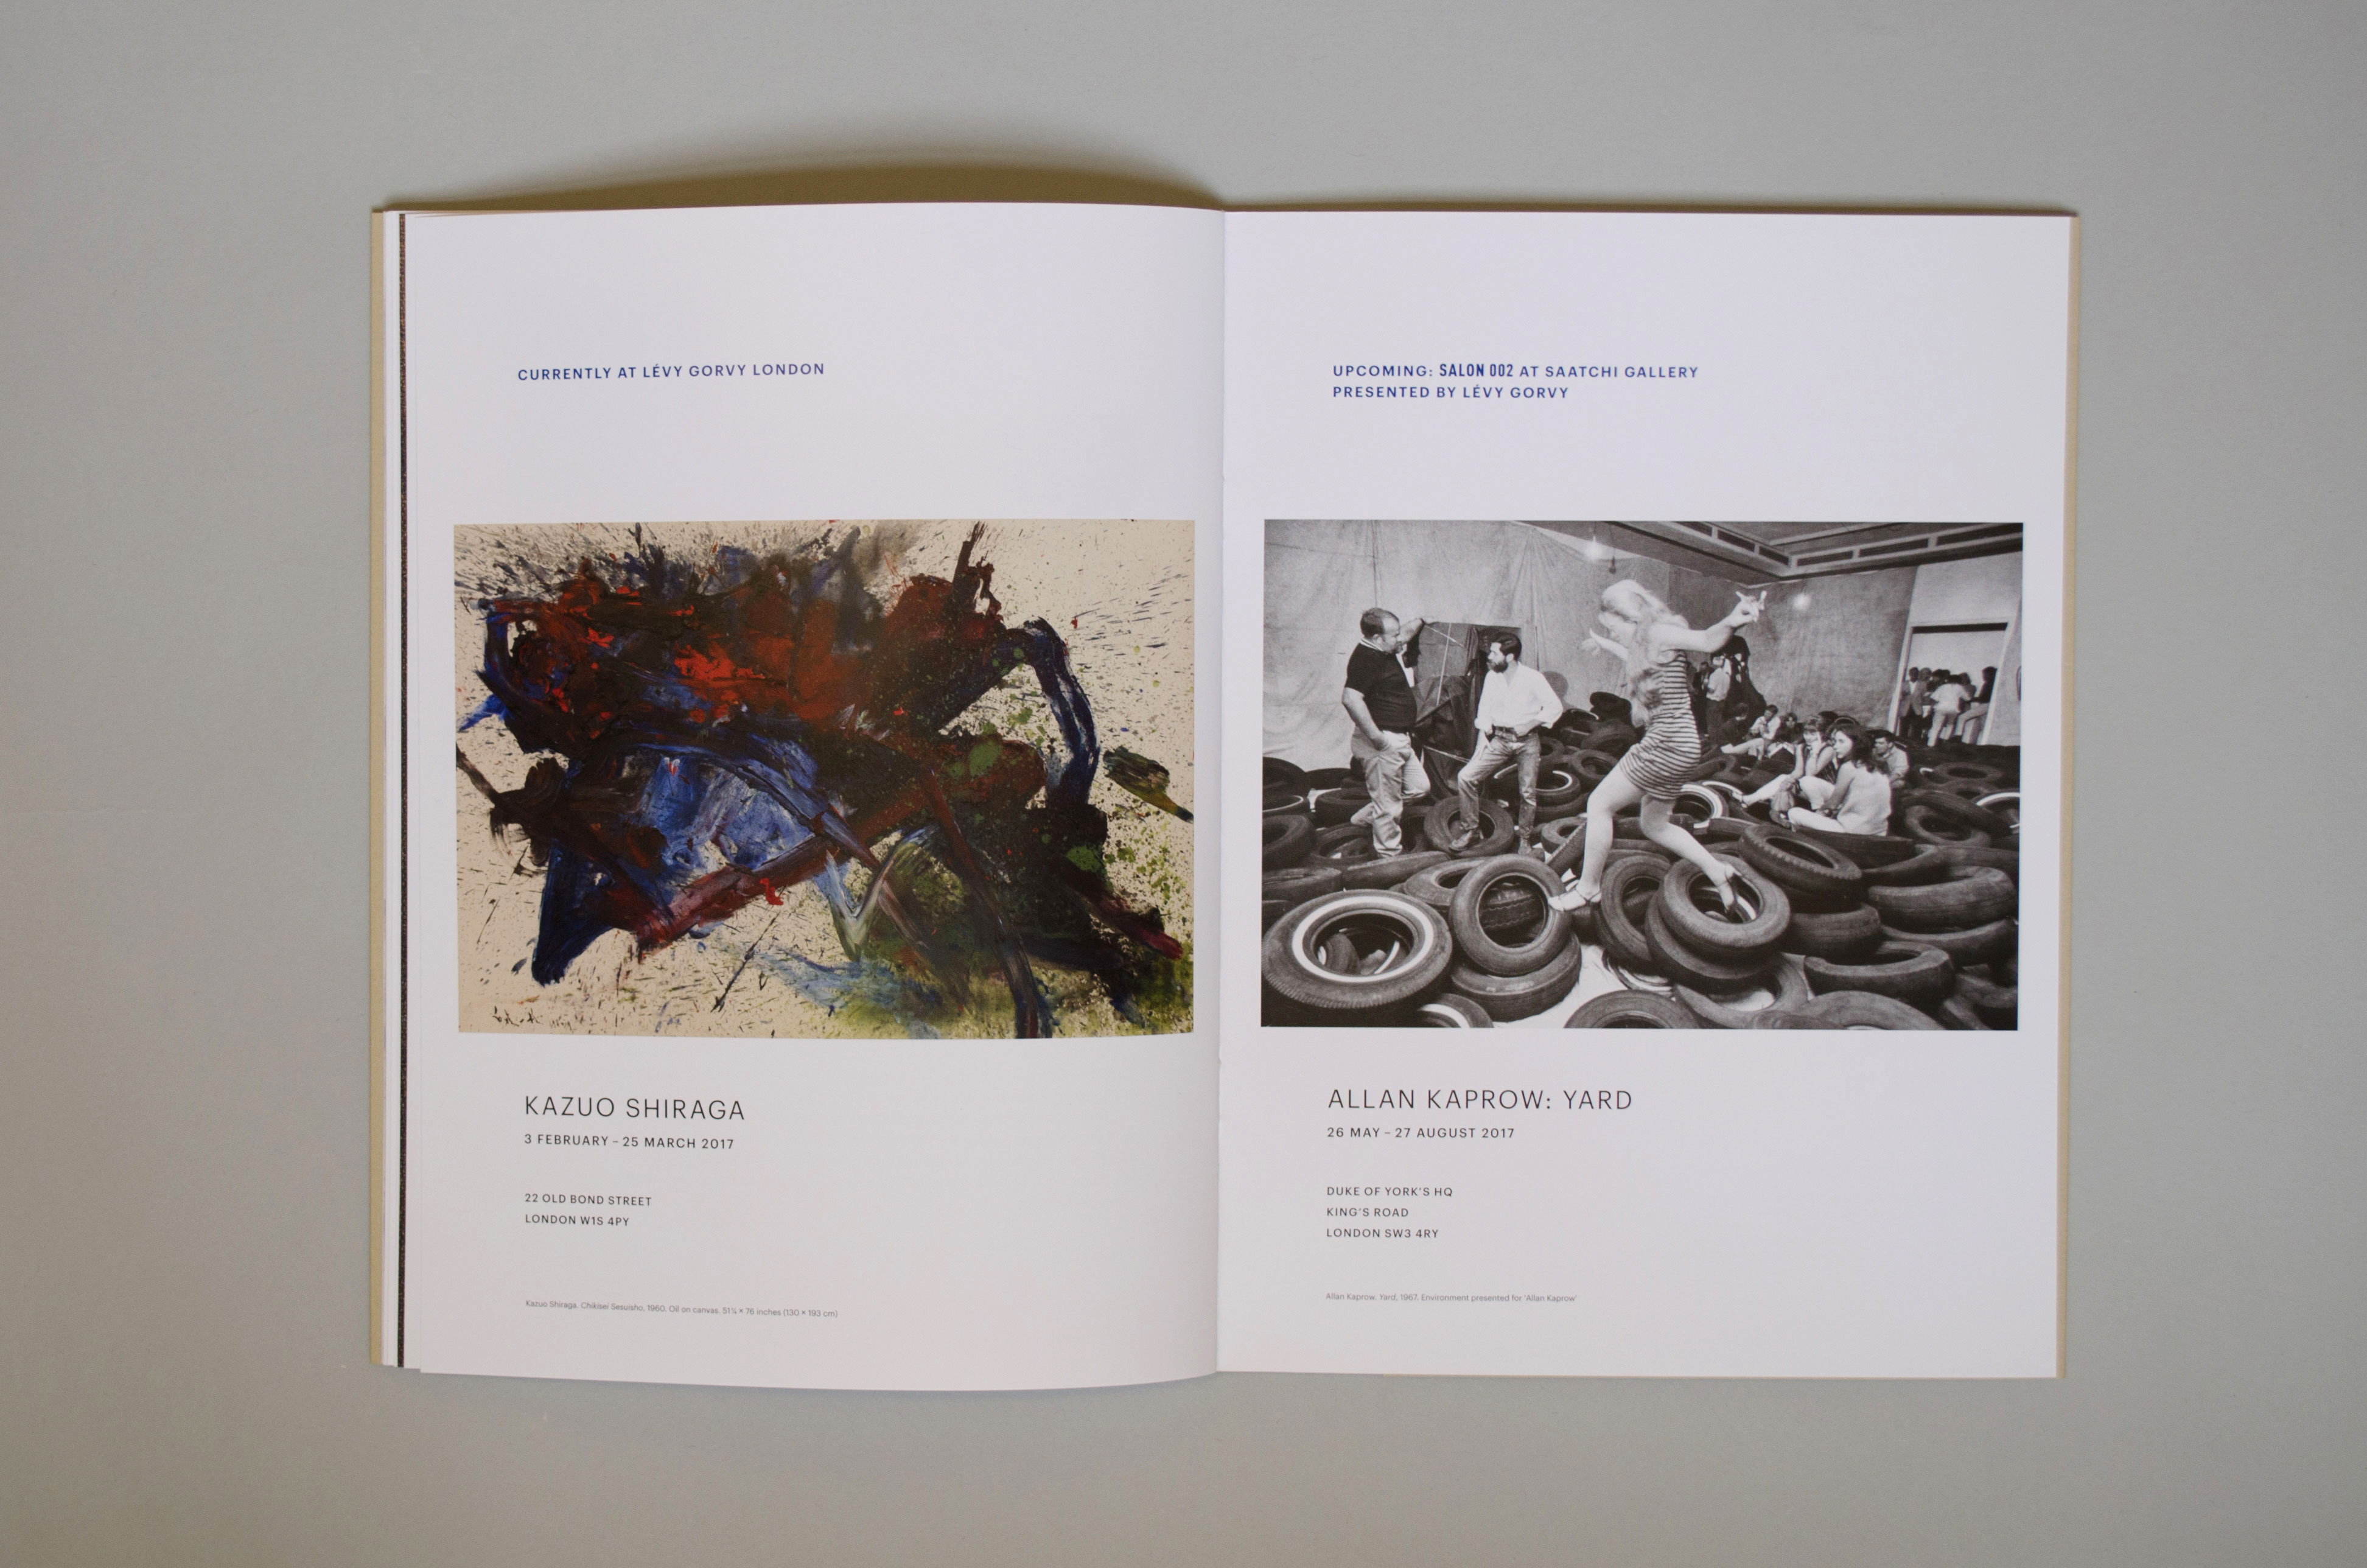 CURRENTLY AT LÉVY GORVY LONDON
KAZUO SHIRAGA
3 FEBRUARY – 25 MARCH 2017
22 OLD BOND STREET
LONDON W1S 4PY
Kazuo Shiraga. Chikisei Sesuisho, 1960. Oil on canvas. 51¼ × 76 inches (130 × 193 cm)
UPCOMING: SALON 002 AT SAATCHI GALLERY
PRESENTED BY LÉVY GORVY
ALLAN KAPROW: YARD
26 MAY – 27 AUGUST 2017
DUKE OF YORK'S HQ
KING'S ROAD
LONDON SW3 4RY
Allan Kaprow. Yard, 1967. Environment presented for 'Allan Kaprow'